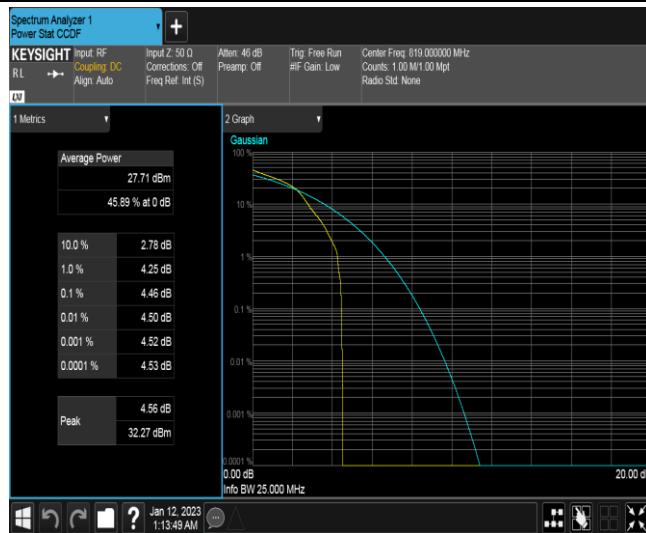 Spectrum Analyzer 1
Power Stat CCDF
+
KEYSIGHT
RL
Input: RF
Coupling: DC
Align: Auto
Input Z: 50 Ω
Corrections: Off
Freq Ref: Int (S)
Atten: 46 dB
Preamp: Off
Trig: Free Run
#IF Gain: Low
Center Freq: 819.000000 MHz
Counts: 1.00 M/1.00 Mpt
Radio Std: None
1 Metrics
Average Power
27.71 dBm
45.89 % at 0 dB
10.0 % 2.78 dB
1.0 % 4.25 dB
0.1 % 4.46 dB
0.01 % 4.50 dB
0.001 % 4.52 dB
0.0001 % 4.53 dB
Peak
4.56 dB
32.27 dBm
2 Graph
Gaussian
100 %
10 %
1 %
0.1 %
0.01 %
0.001 %
0.0001 %
0.00 dB
20.00 d
Info BW 25.000 MHz
?
Jan 12, 2023
1:13:49 AM